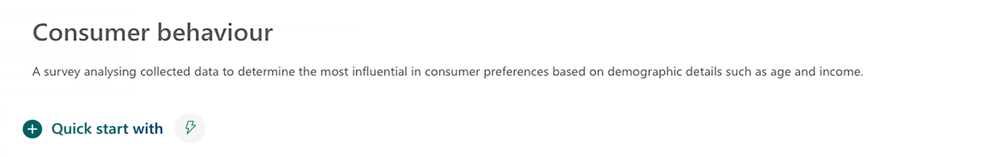 Consumer behaviour
A survey analysing collected data to determine the most influential in consumer preferences based on demographic details such as age and income.
Quick start with